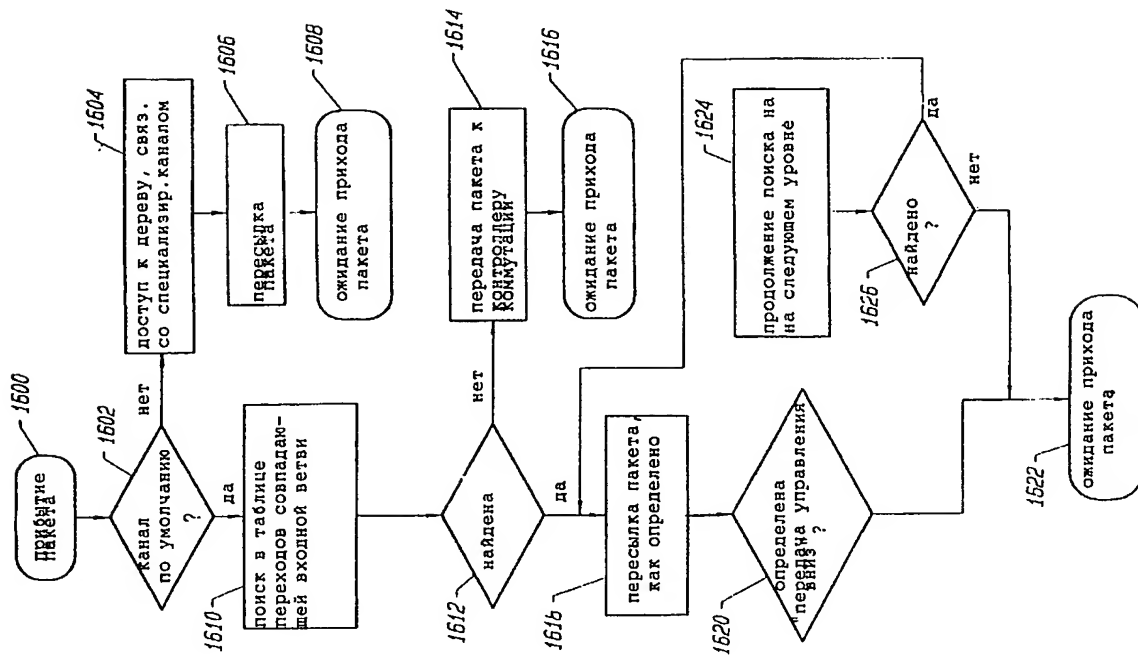 1600
прибытие
пакета
1602
канал
по умолчанию
?
нет
да
1604
доступ к дереву, связ.
со специализир.каналом
1606
пересылка
пакета
1608
ожидание прихода
пакета
1610
поиск в таблице
переходов совпадаю-
щей входной ветви
1612
найдена
нет
да
1614
передача пакета к
контроллеру
коммутации
1616
ожидание прихода
пакета
1616
пересылка пакета,
как определено
1620
определена
"передача управления
вниз ?
1624
продолжение поиска на
на следующем уровне
1626
найдено
?
да
нет
1622
ожидание прихода
пакета